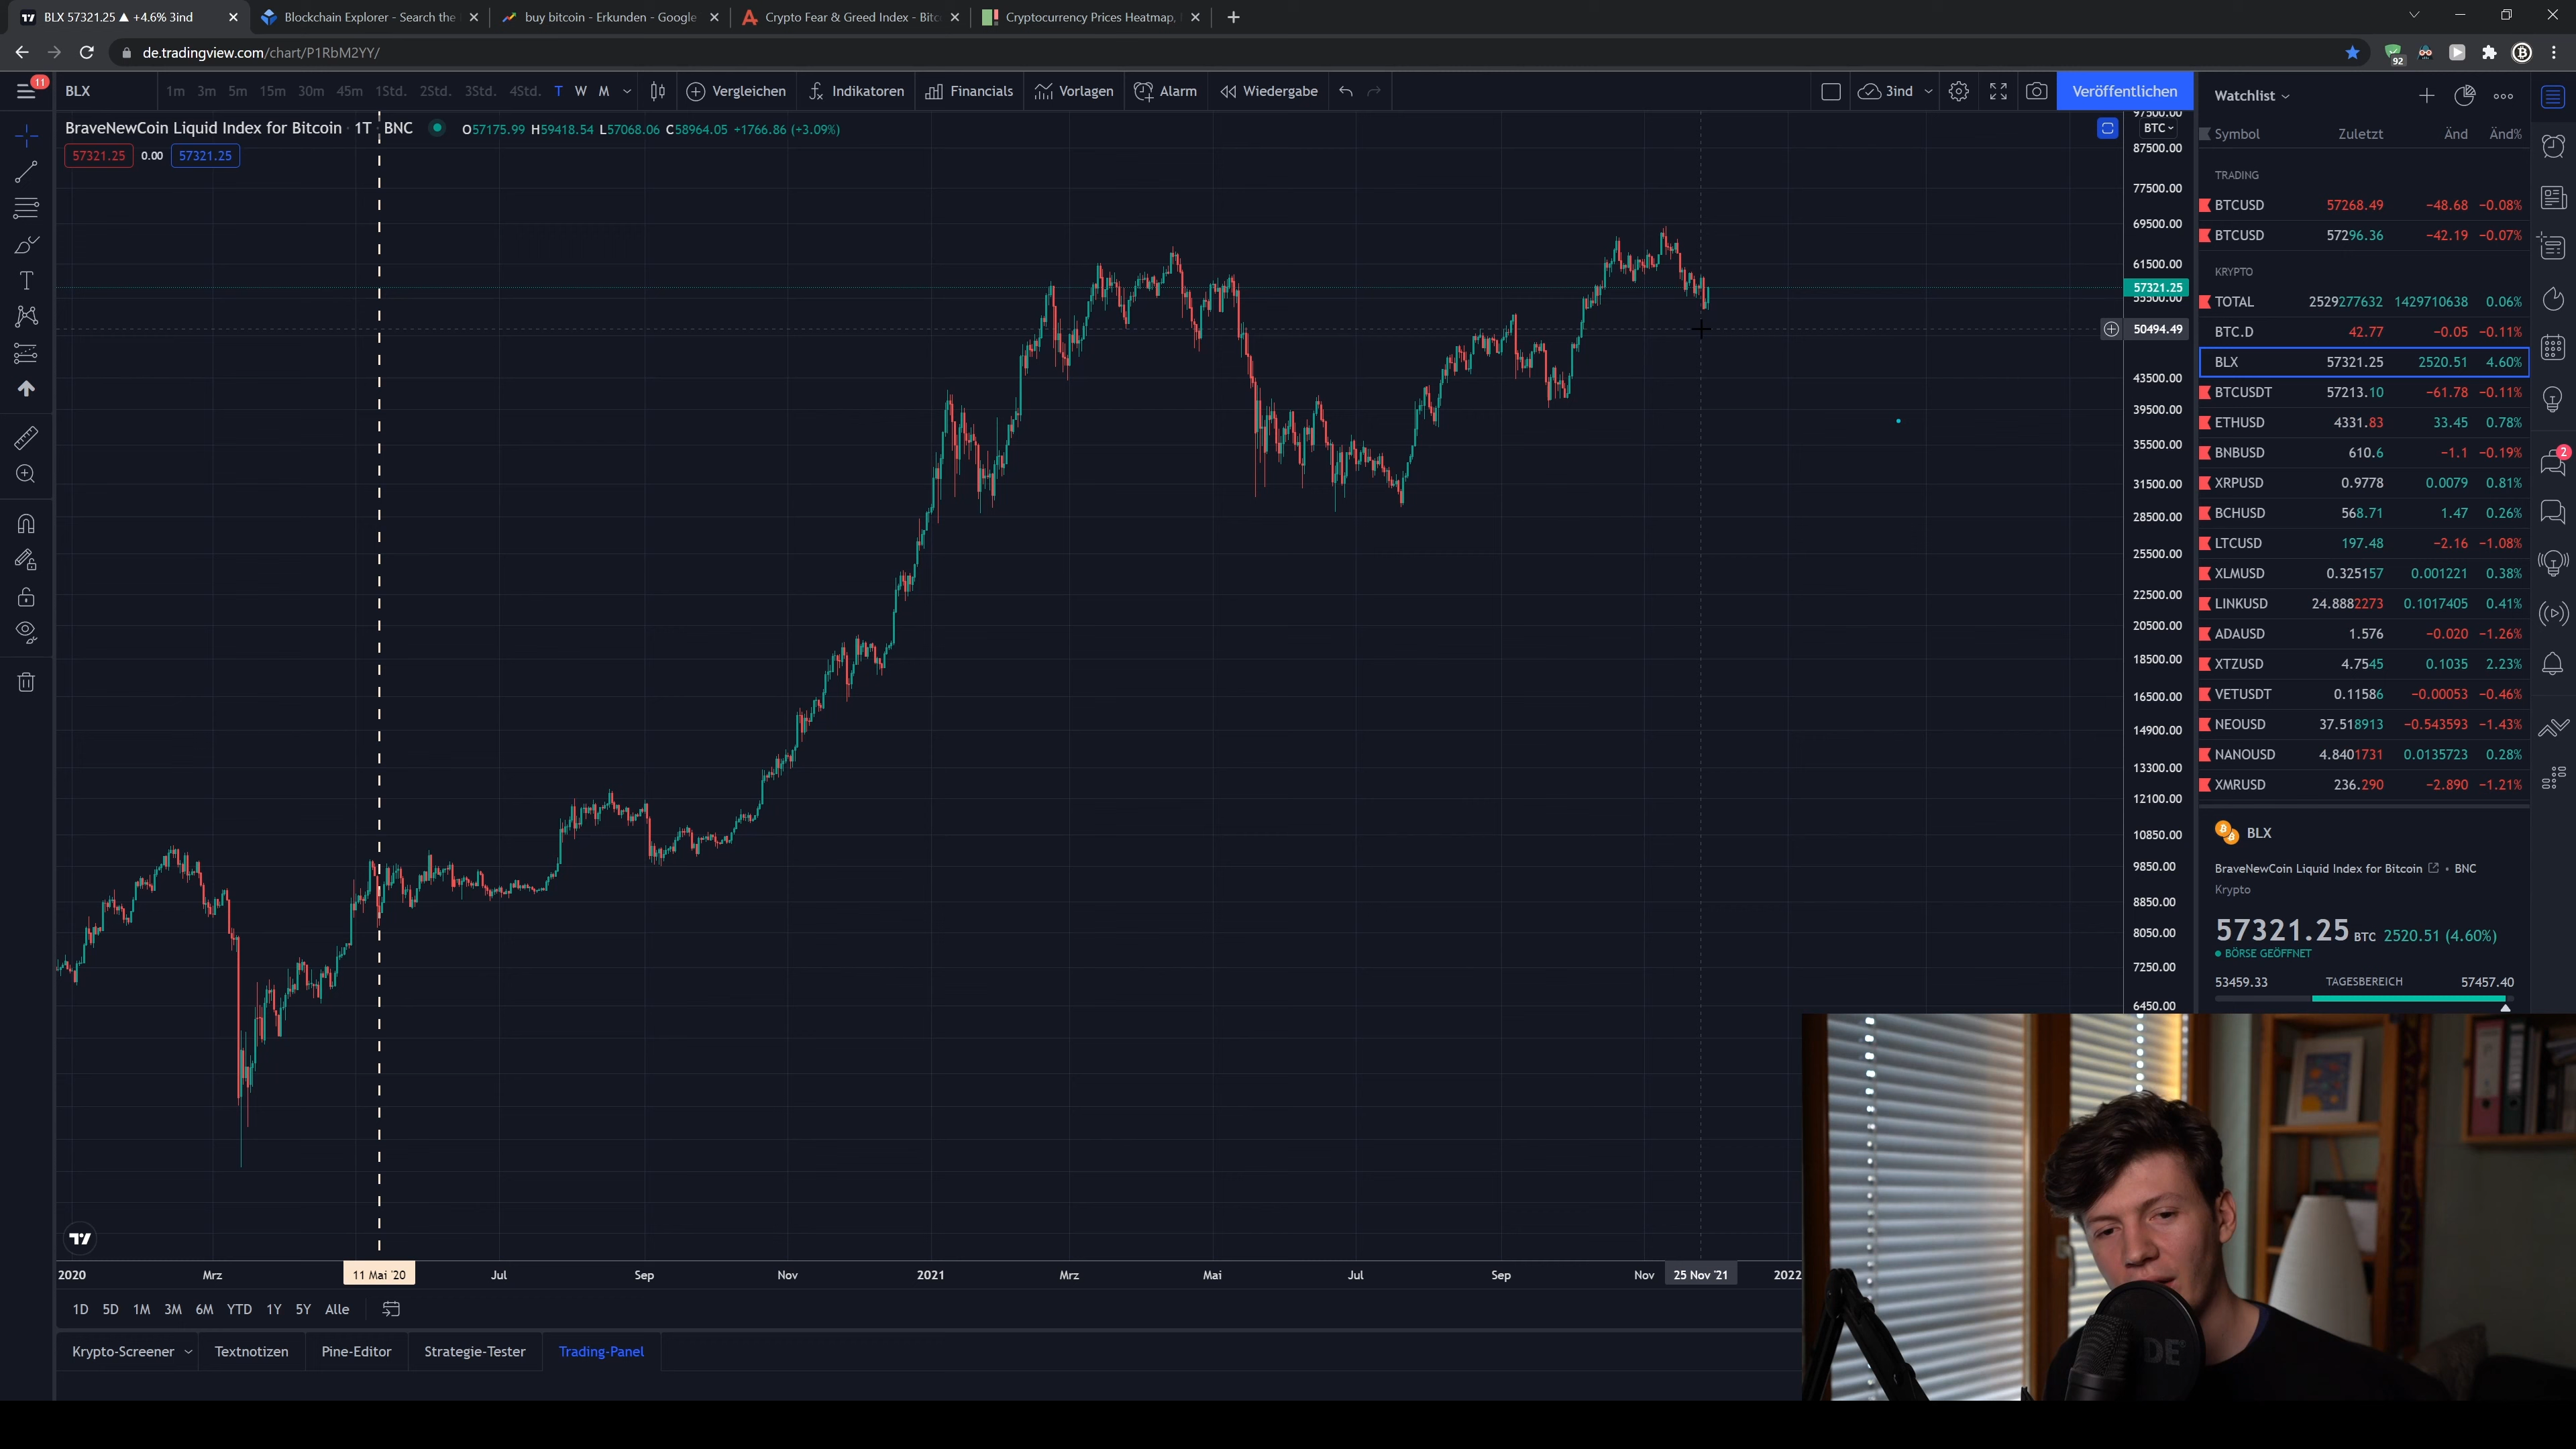 BLX 57321.25 ▲ +4.6% 3ind
Blockchain Explorer - Search the
buy bitcoin - Erkunden - Google
Crypto Fear & Greed Index - Bitc
Cryptocurrency Prices Heatmap,
de.tradingview.com/chart/P1RbM2YY/
92
11
BLX
1m 3m 5m 15m 30m 45m 1Std. 2Std. 3Std. 4Std. T W M
Vergleichen
Indikatoren
Financials
Vorlagen
Alarm
Wiedergabe
3ind
Veröffentlichen
BraveNewCoin Liquid Index for Bitcoin · 1T · BNC
O57175.99 H59418.54 L57068.06 C58964.05 +1766.86 (+3.09%)
57321.25 0.00 57321.25
97500.00
BTC
87500.00
77500.00
69500.00
61500.00
57321.25
55500.00
50494.49
43500.00
39500.00
35500.00
31500.00
28500.00
25500.00
22500.00
20500.00
18500.00
16500.00
14900.00
13300.00
12100.00
10850.00
9850.00
8850.00
8050.00
7250.00
6450.00
2020 Mrz 11 Mai '20 Jul Sep Nov 2021 Mrz Mai Jul Sep Nov 25 Nov '21 2022
1D 5D 1M 3M 6M YTD 1Y 5Y Alle
Krypto-Screener
Textnotizen
Pine-Editor
Strategie-Tester
Trading-Panel
Watchlist
Symbol Zuletzt Änd Änd%
TRADING
BTCUSD 57268.49 −48.68 −0.08%
BTCUSD 57296.36 −42.19 −0.07%
KRYPTO
TOTAL 2529277632 1429710638 0.06%
BTC.D 42.77 −0.05 −0.11%
BLX 57321.25 2520.51 4.60%
BTCUSDT 57213.10 −61.78 −0.11%
ETHUSD 4331.83 33.45 0.78%
BNBUSD 610.6 −1.1 −0.19%
XRPUSD 0.9778 0.0079 0.81%
BCHUSD 568.71 1.47 0.26%
LTCUSD 197.48 −2.16 −1.08%
XLMUSD 0.325157 0.001221 0.38%
LINKUSD 24.8882273 0.1017405 0.41%
ADAUSD 1.576 −0.020 −1.26%
XTZUSD 4.7545 0.1035 2.23%
VETUSDT 0.11586 −0.00053 −0.46%
NEOUSD 37.518913 −0.543593 −1.43%
NANOUSD 4.8401731 0.0135723 0.28%
XMRUSD 236.290 −2.890 −1.21%
BLX
BraveNewCoin Liquid Index for Bitcoin • BNC
Krypto
57321.25 BTC 2520.51 (4.60%)
BÖRSE GEÖFFNET
53459.33 TAGESBEREICH 57457.40
2